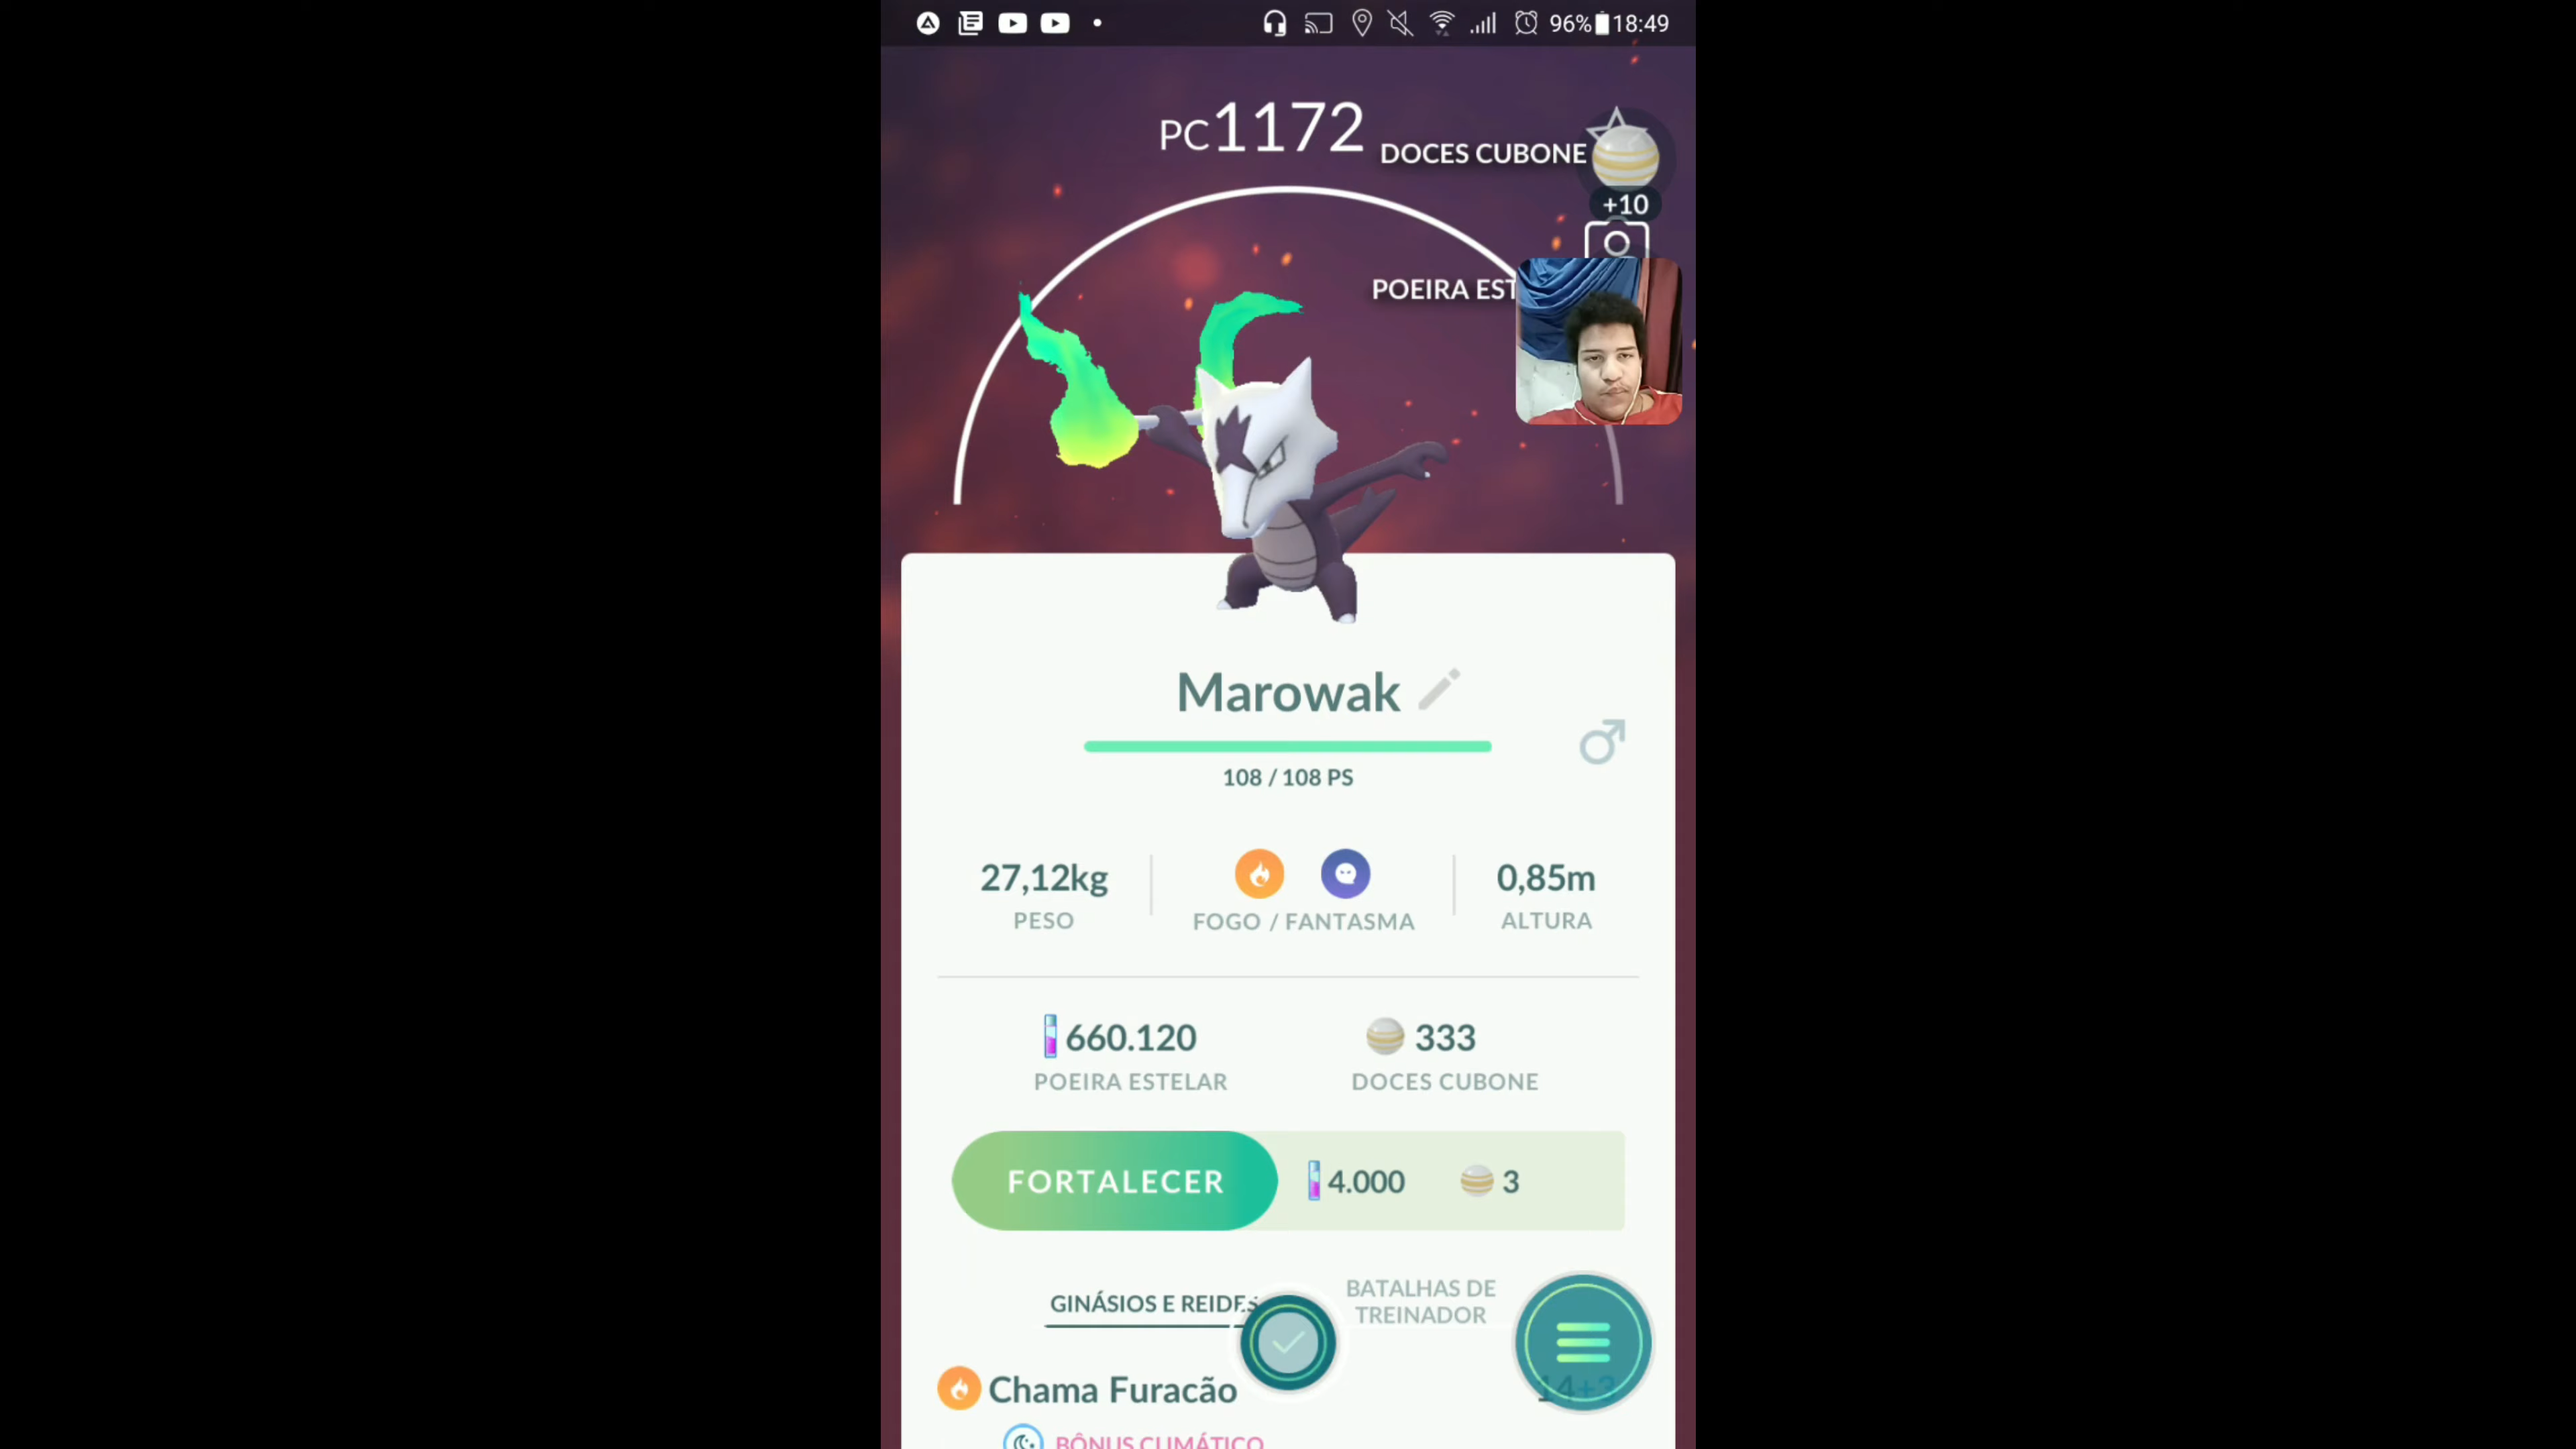 96% 18:49
PC1172
DOCES CUBONE
+10
POEIRA EST
Marowak
108 / 108 PS
27,12kg
PESO
FOGO / FANTASMA
0,85m
ALTURA
660.120
POEIRA ESTELAR
333
DOCES CUBONE
FORTALECER 4.000 3
GINÁSIOS E REIDES
BATALHAS DE
TREINADOR
Chama Furacão
BÔNUS CLIMÁTICO